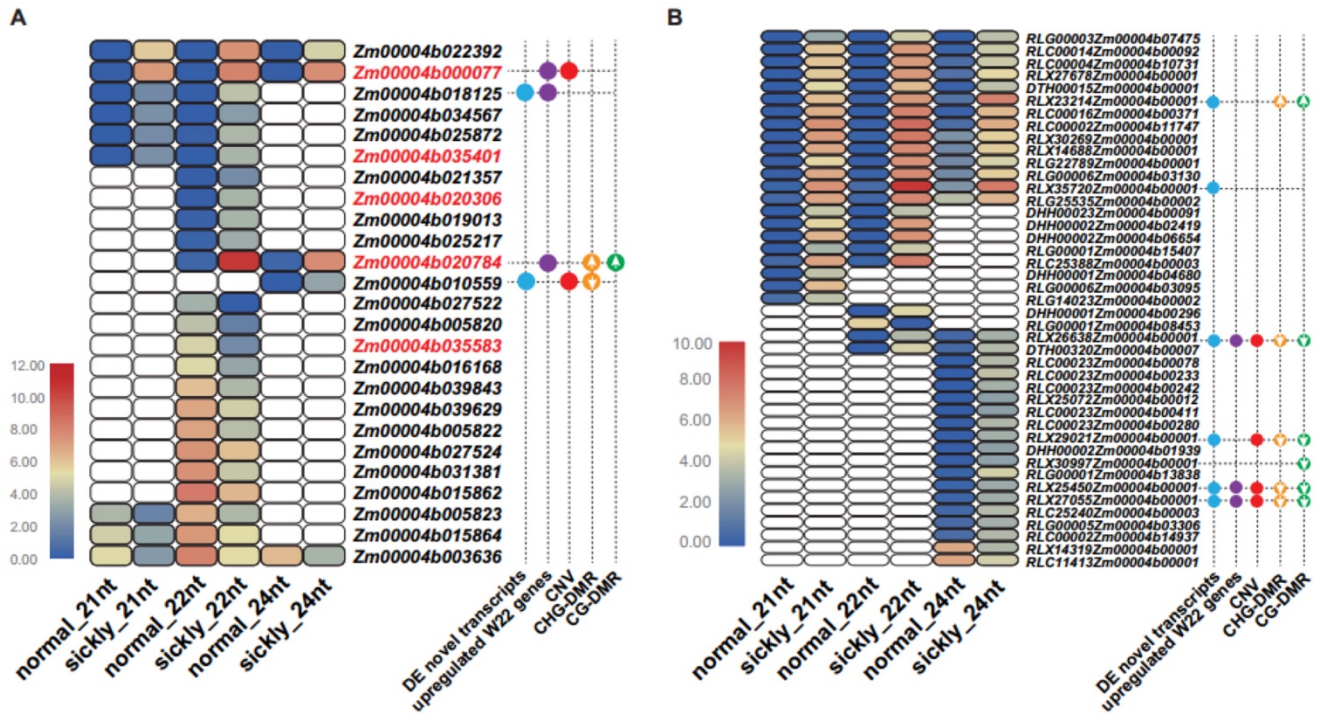 A
Zm00004b022392
Zm00004b000077
Zm00004b018125
Zm00004b034567
Zm00004b025872
Zm00004b035401
Zm00004b021357
Zm00004b020306
Zm00004b019013
Zm00004b025217
Zm00004b020784
Zm00004b010559
Zm00004b027522
Zm00004b005820
Zm00004b035583
Zm00004b016168
Zm00004b039843
Zm00004b039629
Zm00004b005822
Zm00004b027524
Zm00004b031381
Zm00004b015862
Zm00004b005823
Zm00004b015864
Zm00004b003636
12.00
10.00
8.00
6.00
4.00
2.00
0.00
normal_21nt
sickly_21nt
normal_22nt
sickly_22nt
normal_24nt
sickly_24nt
DE novel transcripts
upregulated W22 genes
CNV
CHG-DMR
CG-DMR
B
RLG00003Zm00004b07475
RLC00014Zm00004b00092
RLC00004Zm00004b10731
RLX27678Zm00004b00001
DTH00015Zm00004b00001
RLX23214Zm00004b00001
RLC00016Zm00004b00371
RLC00002Zm00004b11747
RLX30269Zm00004b00001
RLX14688Zm00004b00001
RLG22789Zm00004b00001
RLG00006Zm00004b03130
RLX35720Zm00004b00001
RLG25535Zm00004b00002
DHH00023Zm00004b00091
DHH00002Zm00004b02419
DHH00002Zm00004b06654
RLG00001Zm00004b15407
RLC25388Zm00004b00003
DHH00001Zm00004b04680
RLG00006Zm00004b03095
RLG14023Zm00004b00002
DHH00001Zm00004b00296
RLG00001Zm00004b08453
RLX26638Zm00004b00001
DTH00320Zm00004b00007
RLC00023Zm00004b00078
RLC00023Zm00004b00233
RLC00023Zm00004b00242
RLX25072Zm00004b00012
RLC00023Zm00004b00411
RLC00023Zm00004b00280
RLX29021Zm00004b00001
DHH00002Zm00004b01939
RLX30997Zm00004b00001
RLG00001Zm00004b13838
RLX25450Zm00004b00001
RLX27055Zm00004b00001
RLC25240Zm00004b00003
RLG00005Zm00004b03306
RLC00002Zm00004b14937
RLX14319Zm00004b00001
RLC11413Zm00004b00001
10.00
8.00
6.00
4.00
2.00
0.00
normal_21nt
sickly_21nt
normal_22nt
sickly_22nt
normal_24nt
sickly_24nt
DE novel transcripts
upregulated W22 genes
CNV
CHG-DMR
CG-DMR